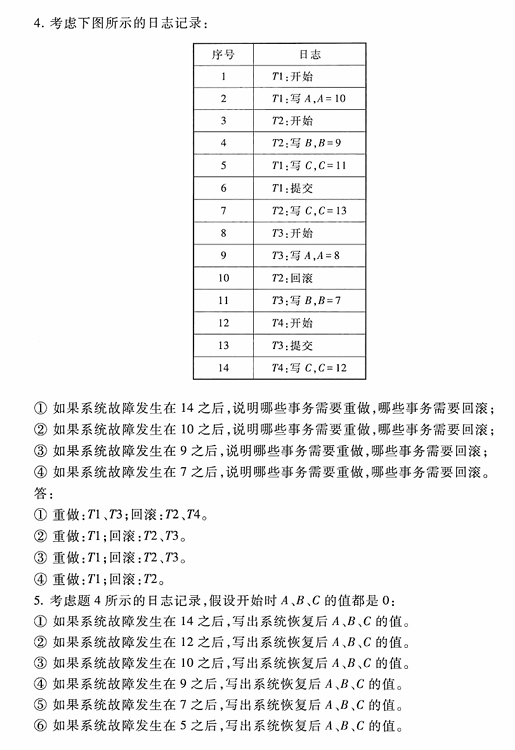 4. 考虑下图所示的日志记录:
序号 日志
1 T1:开始
2 T1:写 A,A=10
3 T2:开始
4 T2:写 B,B=9
5 T1:写 C,C=11
6 T1:提交
7 T2:写 C,C=13
8 T3:开始
9 T3:写 A,A=8
10 T2:回滚
11 T3:写 B,B=7
12 T4:开始
13 T3:提交
14 T4:写 C,C=12
① 如果系统故障发生在 14 之后,说明哪些事务需要重做,哪些事务需要回滚;
② 如果系统故障发生在 10 之后,说明哪些事务需要重做,哪些事务需要回滚;
③ 如果系统故障发生在 9 之后,说明哪些事务需要重做,哪些事务需要回滚;
④ 如果系统故障发生在 7 之后,说明哪些事务需要重做,哪些事务需要回滚。
答:
① 重做:T1、T3;回滚:T2、T4。
② 重做:T1;回滚:T2、T3。
③ 重做:T1;回滚:T2、T3。
④ 重做:T1;回滚:T2。
5. 考虑题 4 所示的日志记录,假设开始时 A、B、C 的值都是 0:
① 如果系统故障发生在 14 之后,写出系统恢复后 A、B、C 的值。
② 如果系统故障发生在 12 之后,写出系统恢复后 A、B、C 的值。
③ 如果系统故障发生在 10 之后,写出系统恢复后 A、B、C 的值。
④ 如果系统故障发生在 9 之后,写出系统恢复后 A、B、C 的值。
⑤ 如果系统故障发生在 7 之后,写出系统恢复后 A、B、C 的值。
⑥ 如果系统故障发生在 5 之后,写出系统恢复后 A、B、C 的值。